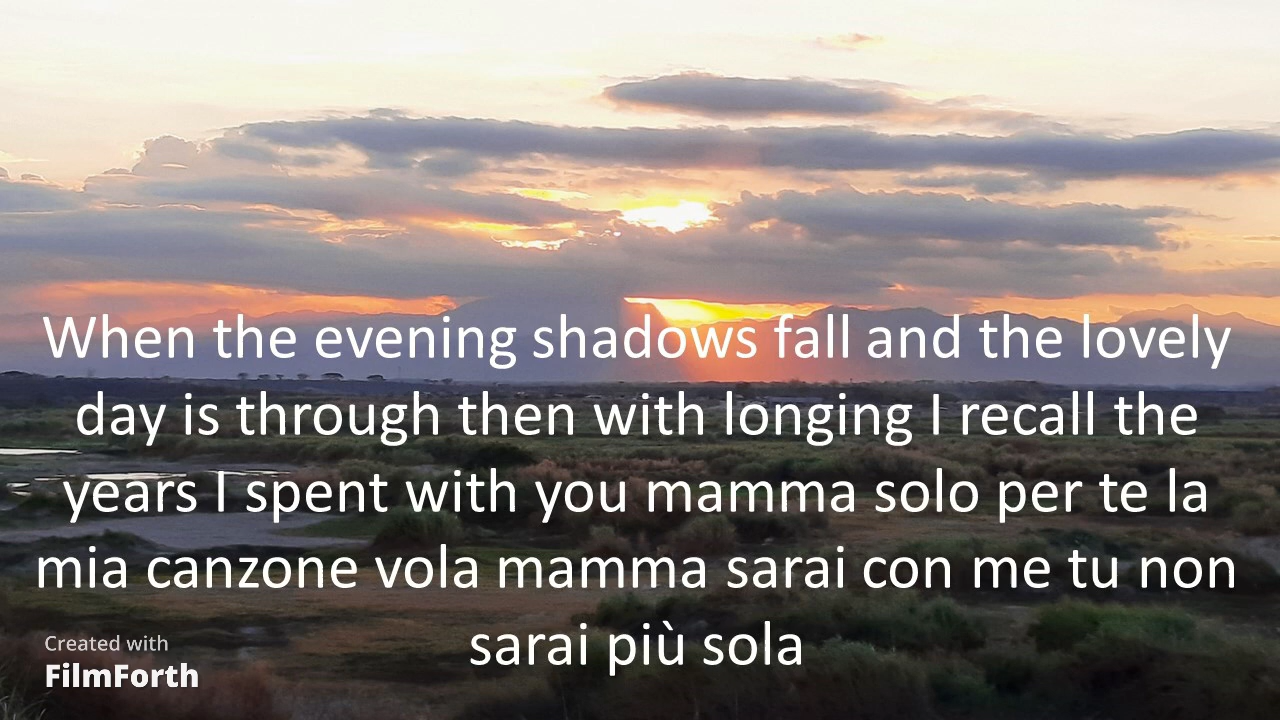 When the evening shadows fall and the lovely
day is through then with longing I recall the
years I spent with you mamma solo per te la
mia canzone vola mamma sarai con me tu non
sarai più sola
Created with
FilmForth